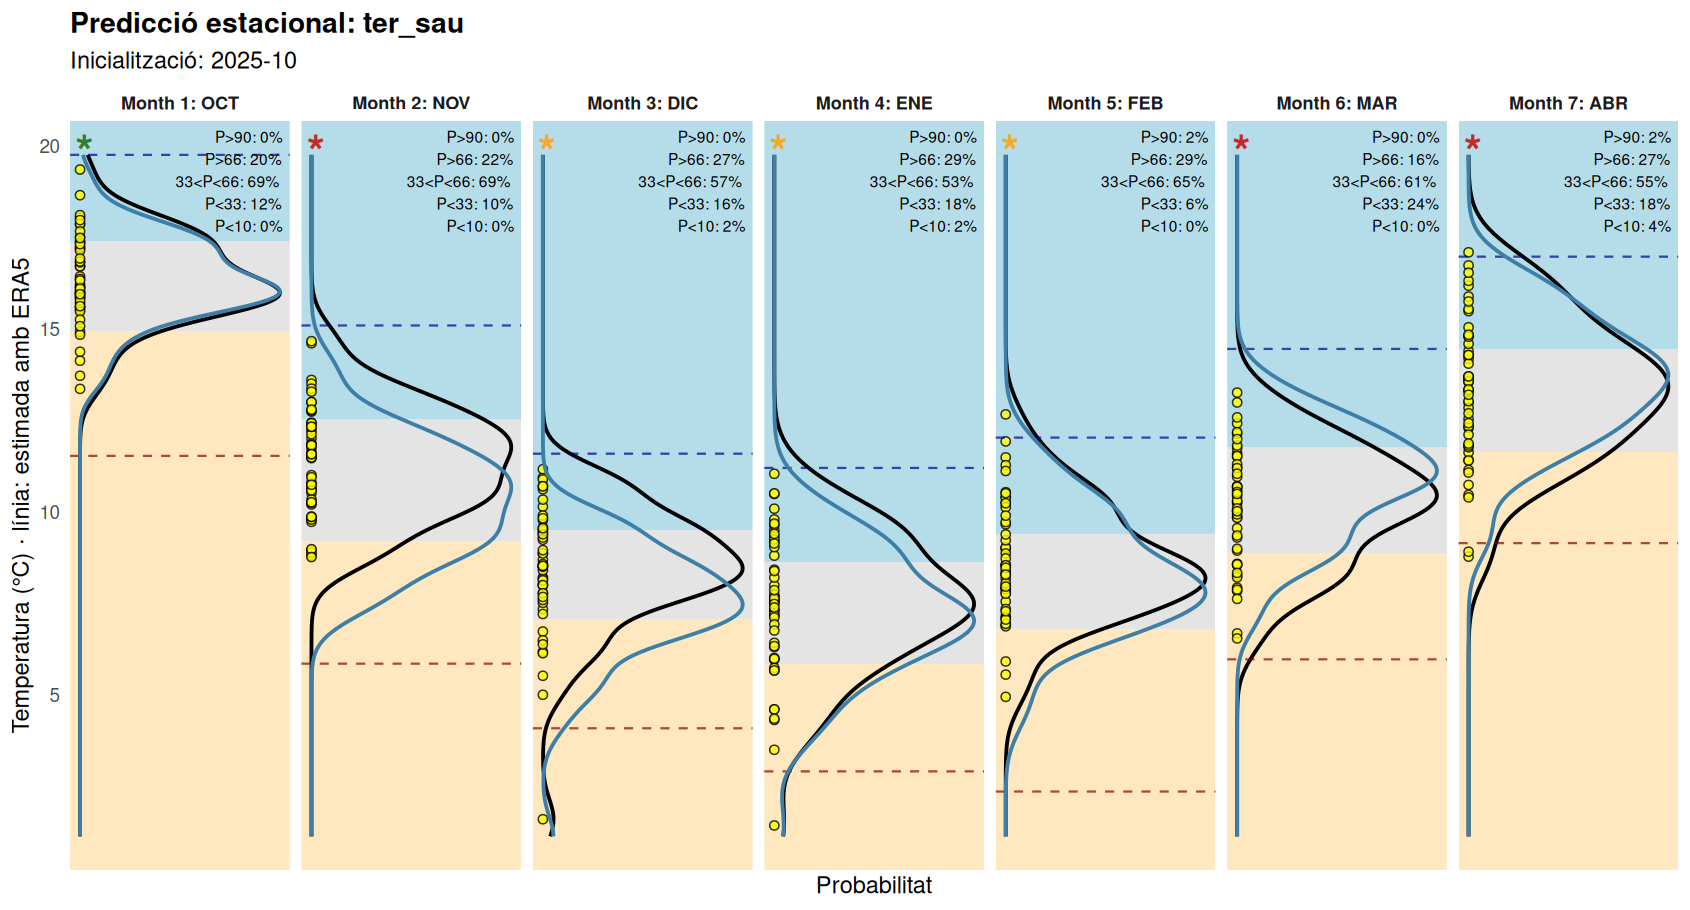 Predicció estacional: ter_sau
Inicialització: 2025-10
Month 1: OCT
Month 2: NOV
Month 3: DIC
Month 4: ENE
Month 5: FEB
Month 6: MAR
Month 7: ABR
*
P>90: 0%
P>66: 20%
33<P<66: 69%
P<33: 12%
P<10: 0%
*
P>90: 0%
P>66: 22%
33<P<66: 69%
P<33: 10%
P<10: 0%
*
P>90: 0%
P>66: 27%
33<P<66: 57%
P<33: 16%
P<10: 2%
*
P>90: 0%
P>66: 29%
33<P<66: 53%
P<33: 18%
P<10: 2%
*
P>90: 2%
P>66: 29%
33<P<66: 65%
P<33: 6%
P<10: 0%
*
P>90: 0%
P>66: 16%
33<P<66: 61%
P<33: 24%
P<10: 0%
*
P>90: 2%
P>66: 27%
33<P<66: 55%
P<33: 18%
P<10: 4%
20
15
10
5
Temperatura (°C) · línia: estimada amb ERA5
Probabilitat